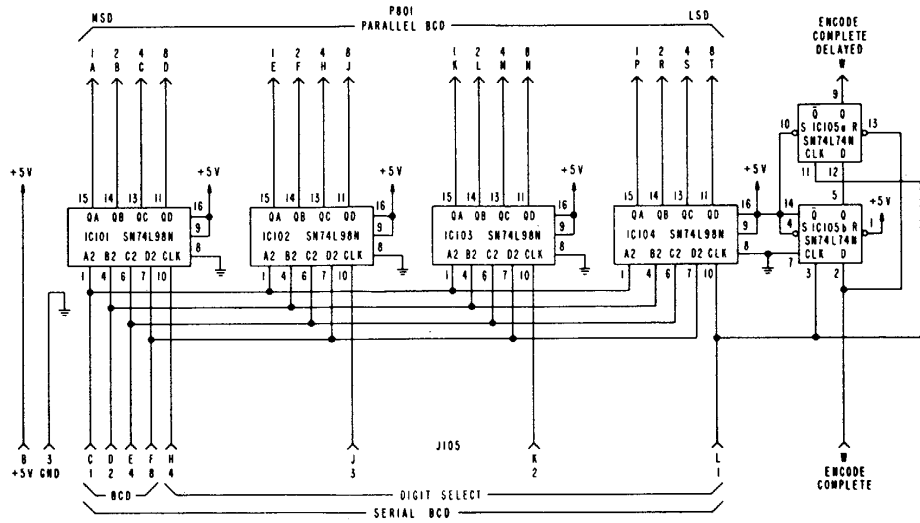 P801
MSD PARALLEL BCD LSD
ENCODE
COMPLETE
DELAYED
W
1 2 4 8 1 2 4 8 1 2 4 8 1 2 4 8
A B C D E F H J K L M N P R S T
9
Q̅ Q
10 S IC105a R 13
SN74L74N
CLK D
11 12
+5V +5V +5V +5V +5V
5 +5V
15 14 13 11 16 15 14 13 11 16 15 14 13 11 16 15 14 13 11 16 14
QA QB QC QD 9 QA QB QC QD 9 QA QB QC QD 9 QA QB QC QD 9 Q̅ Q
IC101 SN74L98N IC102 SN74L98N IC103 SN74L98N IC104 SN74L98N 4 S IC105b R 1
SN74L74N
A2 B2 C2 D2 CLK 8 A2 B2 C2 D2 CLK 8 A2 B2 C2 D2 CLK 8 A2 B2 C2 D2 CLK 8 7 CLK D
1 4 6 7 10 1 4 6 7 10 1 4 6 7 10 1 4 6 7 10 3 2
J105
B 3 C D E F H J K L W
+5V GND 1 2 4 8 4 3 2 1 ENCODE
COMPLETE
BCD DIGIT SELECT
SERIAL BCD